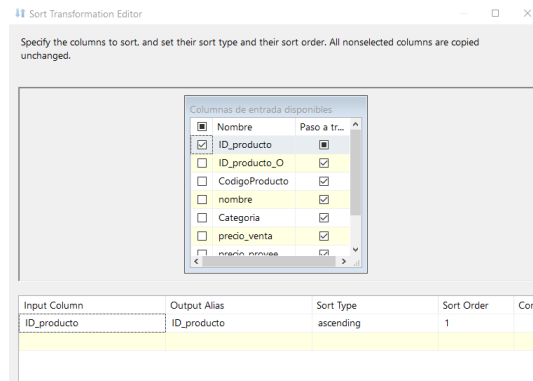 Sort Transformation Editor
Specify the columns to sort, and set their sort type and their sort order. All nonselected columns are copied
unchanged.
Columnas de entrada disponibles
Nombre Paso a tr...
ID_producto
ID_producto_O
CodigoProducto
nombre
Categoria
precio_venta
precio_provee
Input Column Output Alias Sort Type Sort Order Cor
ID_producto ID_producto ascending 1